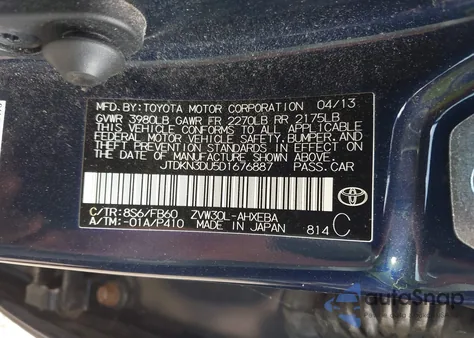 MFD.BY:TOYOTA MOTOR CORPORATION 04/13
GVWR 3980LB GAWR FR 2270LB RR 2175LB
THIS VEHICLE CONFORMS TO ALL APPLICABLE
FEDERAL MOTOR VEHICLE SAFETY, BUMPER, AND
THEFT PREVENTION STANDARDS IN EFFECT ON
THE DATE OF MANUFACTURE SHOWN ABOVE.
JTDKN3DU5D1676887 PASS.CAR
C/TR:8S6/FB60 ZVW30L-AHXEBA
A/TM:-01A/P410 MADE IN JAPAN 814 C
autoSnap